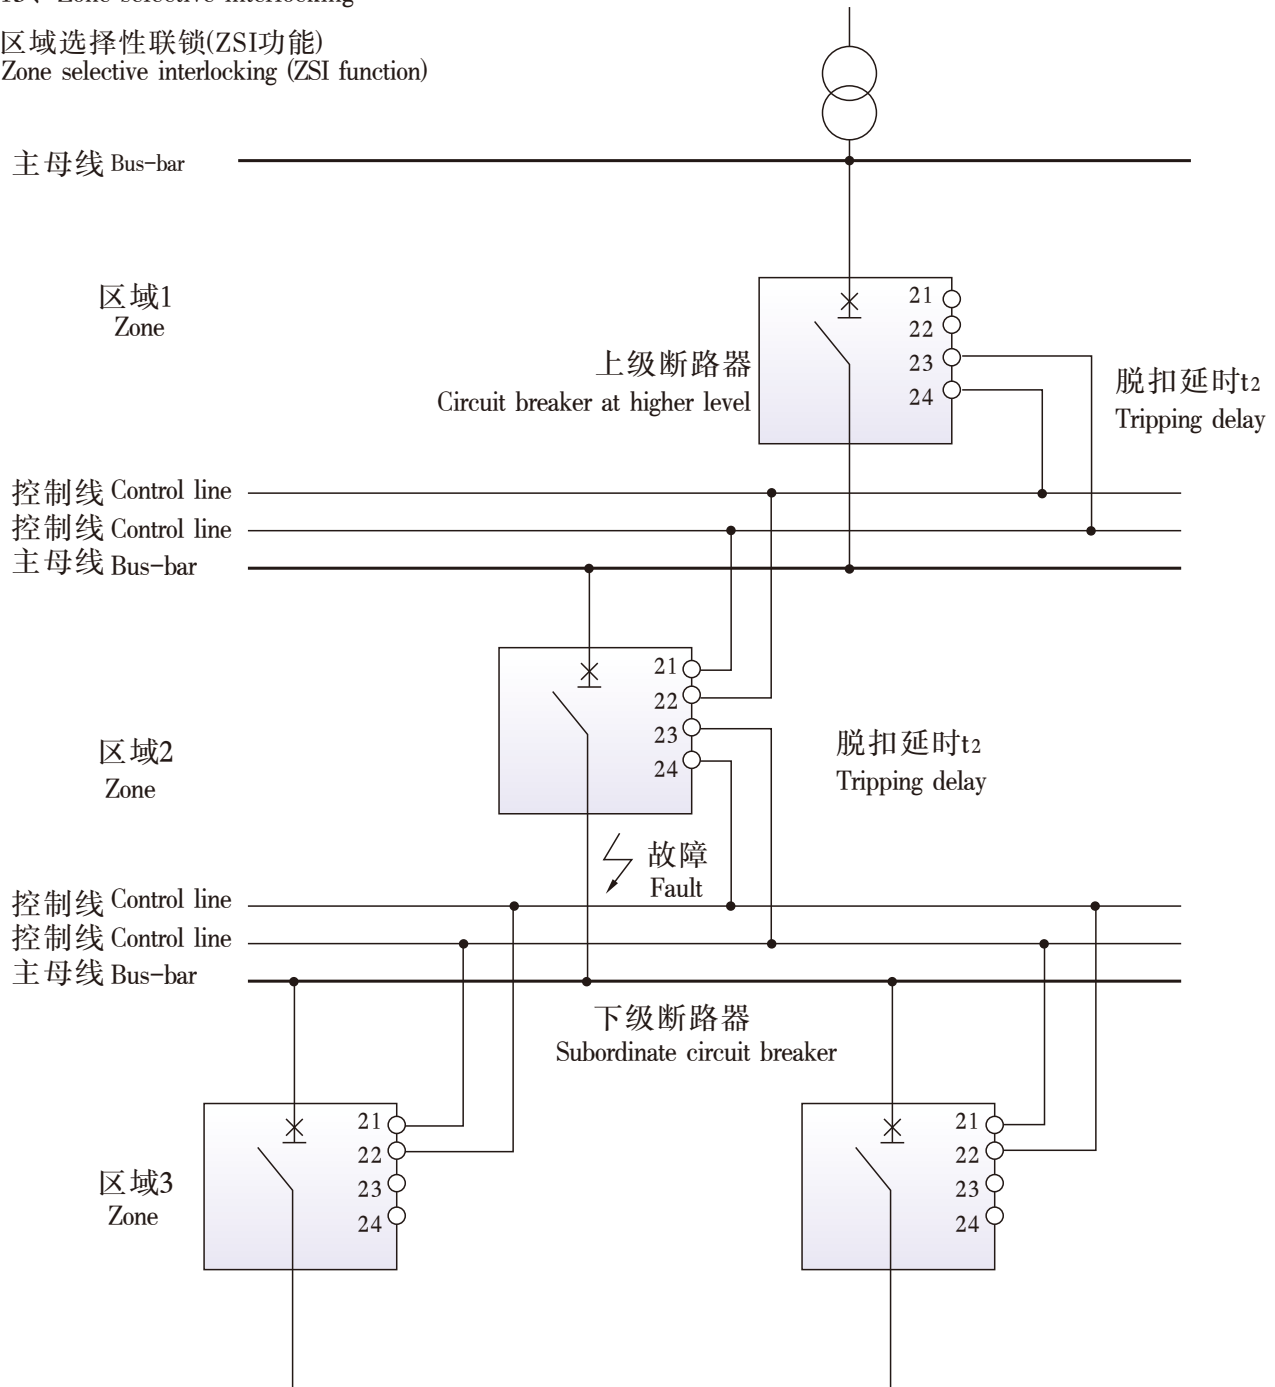 区域选择性联锁(ZSI功能)
Zone selective interlocking (ZSI function)
主母线 Bus-bar
区域1
Zone
21
22
23
24
上级断路器
Circuit breaker at higher level
脱扣延时t2
Tripping delay
控制线 Control line
控制线 Control line
主母线 Bus-bar
21
22
23
24
区域2
Zone
脱扣延时t2
Tripping delay
故障
Fault
控制线 Control line
控制线 Control line
主母线 Bus-bar
下级断路器
Subordinate circuit breaker
区域3
Zone
21
22
23
24
21
22
23
24